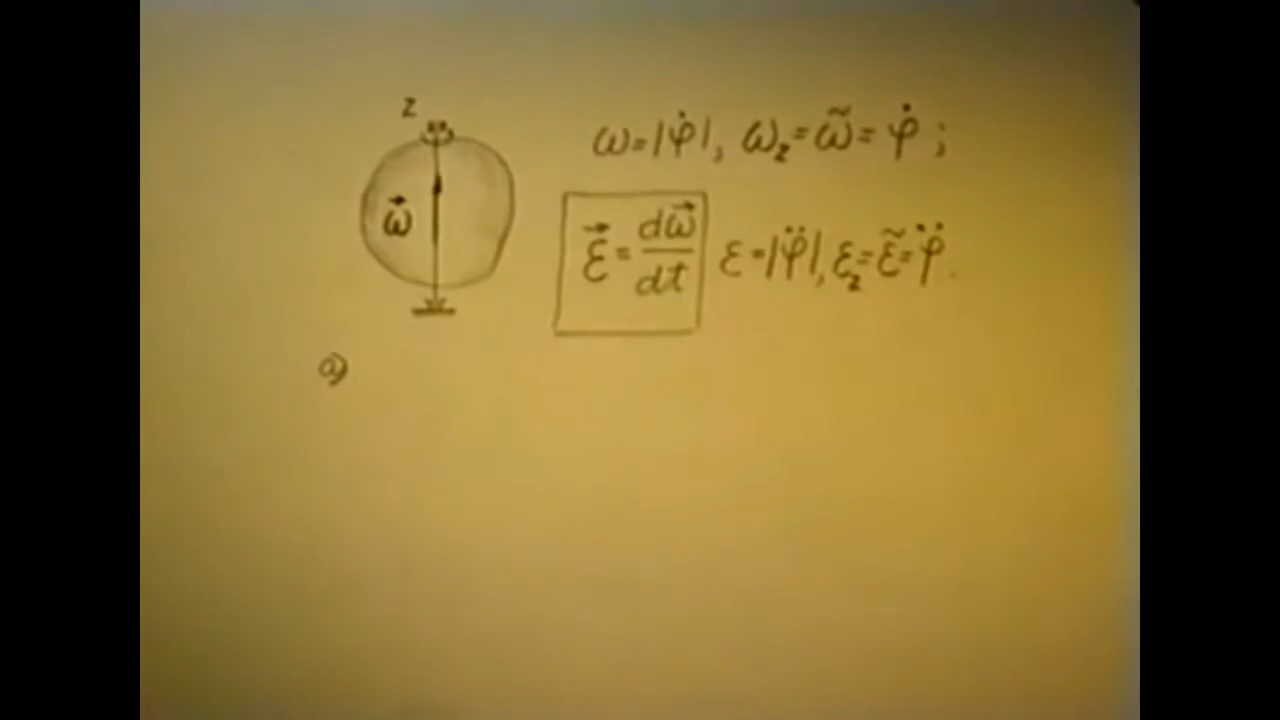 z
ω = |φ̇|, ω_z = ω̃ = φ̇ ;
ω⃗
ε⃗ = dω⃗/dt ε = |φ̈|, ε_z = ε̃ = φ̈.
a)